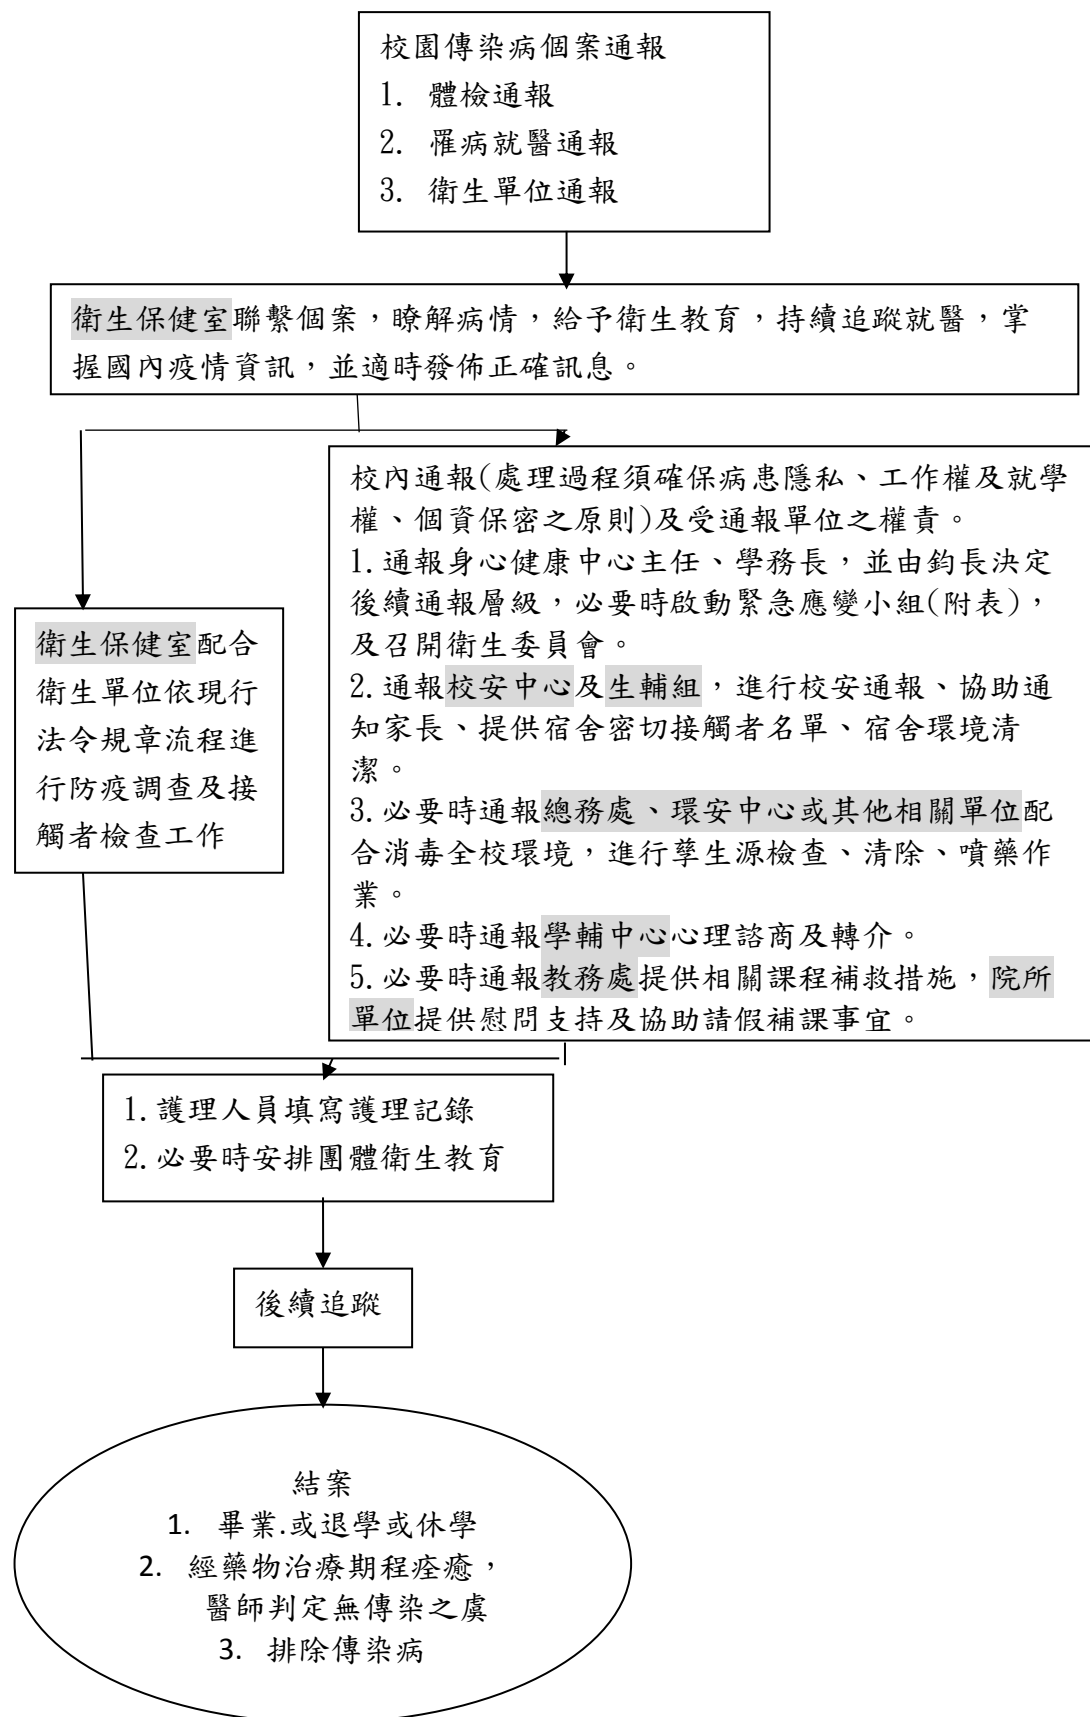 校園傳染病個案通報
1. 體檢通報
2. 罹病就醫通報
3. 衛生單位通報
衛生保健室聯繫個案，瞭解病情，給予衛生教育，持續追蹤就醫，掌
握國內疫情資訊，並適時發佈正確訊息。
衛生保健室配合
衛生單位依現行
法令規章流程進
行防疫調查及接
觸者檢查工作
校內通報(處理過程須確保病患隱私、工作權及就學
權、個資保密之原則)及受通報單位之權責。
1.通報身心健康中心主任、學務長，並由鈞長決定
後續通報層級，必要時啟動緊急應變小組(附表)，
及召開衛生委員會。
2.通報校安中心及生輔組，進行校安通報、協助通
知家長、提供宿舍密切接觸者名單、宿舍環境清
潔。
3.必要時通報總務處、環安中心或其他相關單位配
合消毒全校環境，進行孳生源檢查、清除、噴藥作
業。
4.必要時通報學輔中心心理諮商及轉介。
5.必要時通報教務處提供相關課程補救措施，院所
單位提供慰問支持及協助請假補課事宜。
1.護理人員填寫護理記錄
2.必要時安排團體衛生教育
後續追蹤
結案
1. 畢業.或退學或休學
2. 經藥物治療期程痊癒，
醫師判定無傳染之虞
3. 排除傳染病